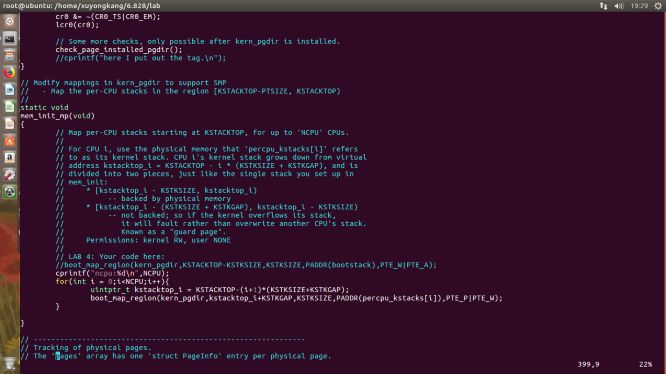 root@ubuntu: /home/xuyongkang/6.828/lab
19:29
cr0 &= ~(CR0_TS|CR0_EM);
lcr0(cr0);
// Some more checks, only possible after kern_pgdir is installed.
check_page_installed_pgdir();
//cprintf("here I put out the tag.\n");
}
// Modify mappings in kern_pgdir to support SMP
//   - Map the per-CPU stacks in the region [KSTACKTOP-PTSIZE, KSTACKTOP)
//
static void
mem_init_mp(void)
{
// Map per-CPU stacks starting at KSTACKTOP, for up to 'NCPU' CPUs.
//
// For CPU i, use the physical memory that 'percpu_kstacks[i]' refers
// to as its kernel stack. CPU i's kernel stack grows down from virtual
// address kstacktop_i = KSTACKTOP - i * (KSTKSIZE + KSTKGAP), and is
// divided into two pieces, just like the single stack you set up in
// mem_init:
//     * [kstacktop_i - KSTKSIZE, kstacktop_i)
//          -- backed by physical memory
//     * [kstacktop_i - (KSTKSIZE + KSTKGAP), kstacktop_i - KSTKSIZE)
//          -- not backed; so if the kernel overflows its stack,
//             it will fault rather than overwrite another CPU's stack.
//             Known as a "guard page".
//     Permissions: kernel RW, user NONE
//
// LAB 4: Your code here:
//boot_map_region(kern_pgdir,KSTACKTOP-KSTKSIZE,KSTKSIZE,PADDR(bootstack),PTE_W|PTE_A);
cprintf("ncpu:%d\n",NCPU);
for(int i = 0;i<NCPU;i++){
uintptr_t kstacktop_i = KSTACKTOP-(i+1)*(KSTKSIZE+KSTKGAP);
boot_map_region(kern_pgdir,kstacktop_i+KSTKGAP,KSTKSIZE,PADDR(percpu_kstacks[i]),PTE_P|PTE_W);
}
}
// --------------------------------------------------------------
// Tracking of physical pages.
// The 'pages' array has one 'struct PageInfo' entry per physical page.
399,9 22%